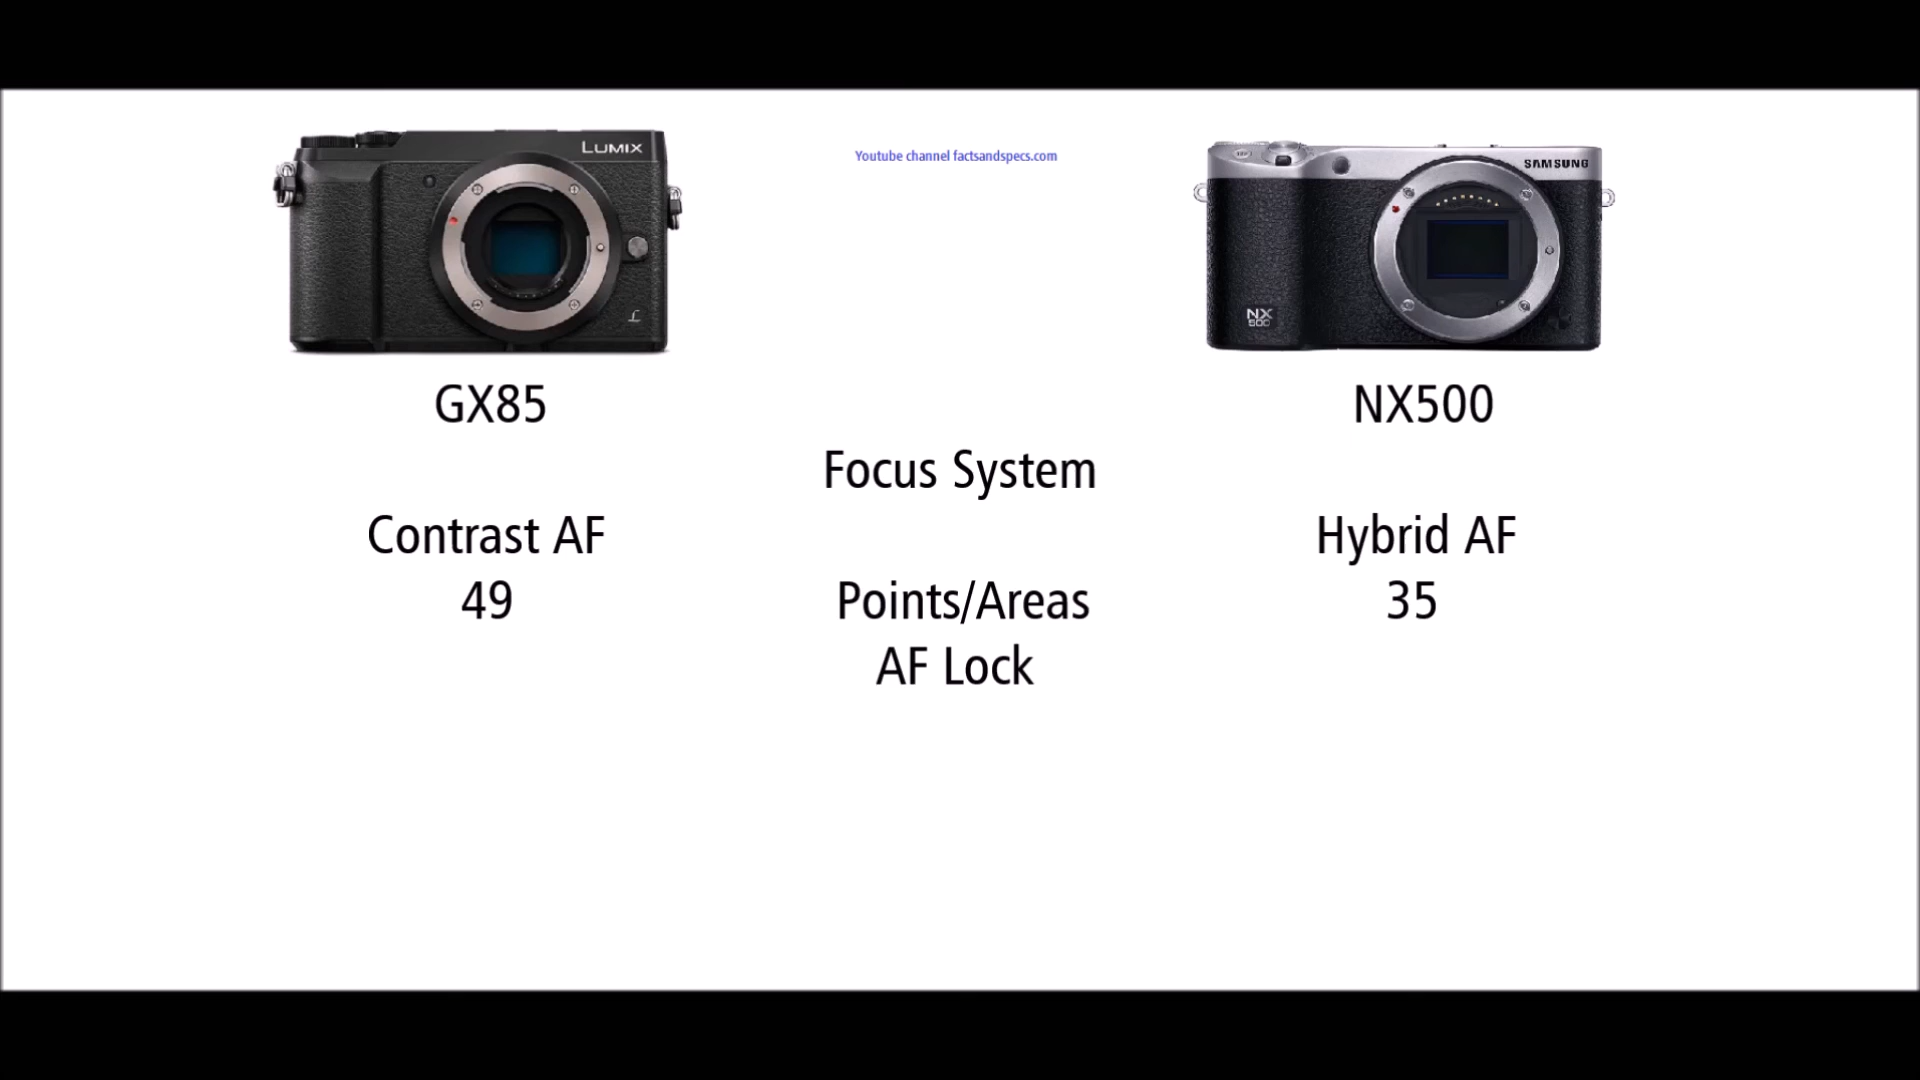 LUMIX
Youtube channel factsandspecs.com
SAMSUNG
NX
500
GX85
NX500
Focus System
Contrast AF
Hybrid AF
49
Points/Areas
35
AF Lock